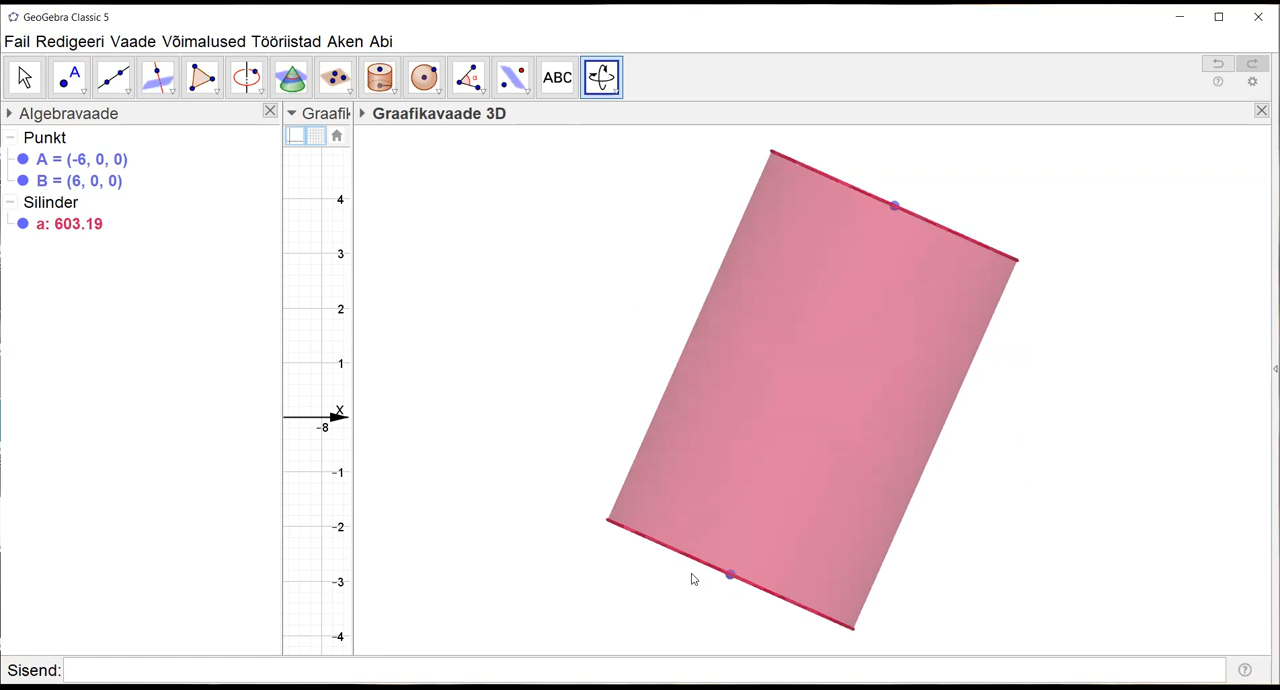 GeoGebra Classic 5
Fail Redigeeri Vaade Võimalused Tööriistad Aken Abi
A
α
ABC
Algebravaade
Graafik
Graafikavaade 3D
Punkt
A = (-6, 0, 0)
B = (6, 0, 0)
Silinder
a: 603.19
4
3
2
1
X
-8
-1
-2
-3
-4
Sisend: